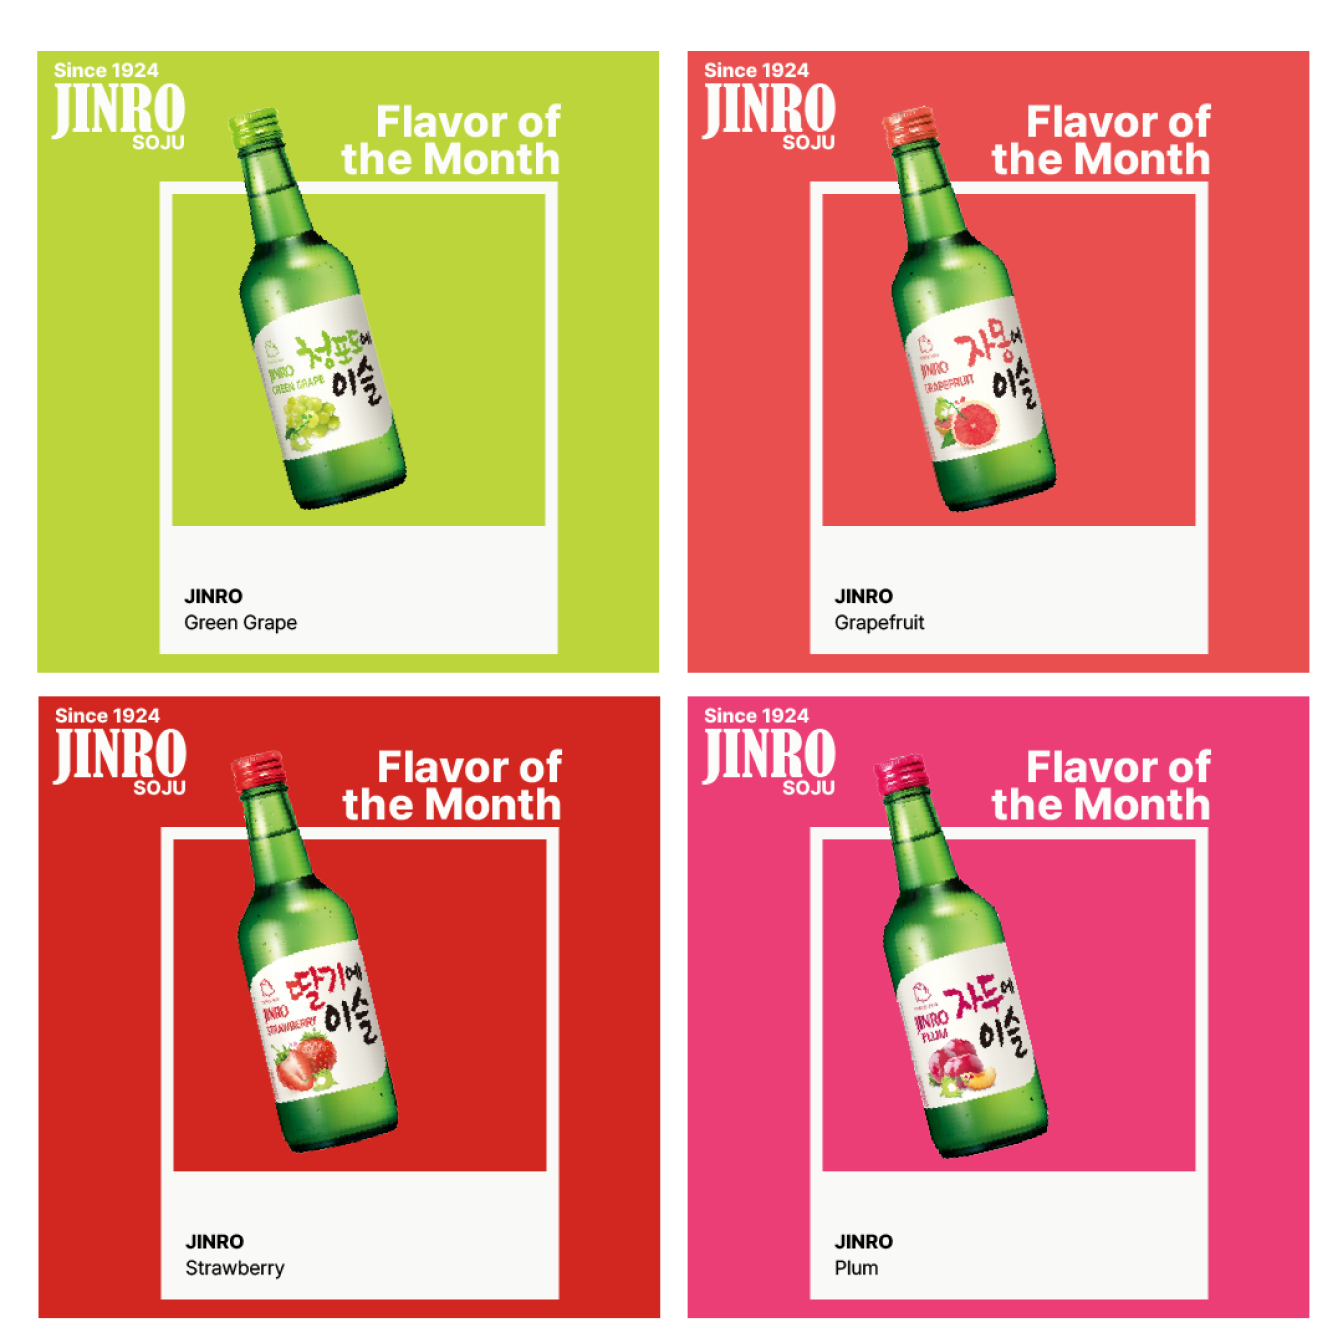 Since 1924
JINRO
SOJU
Flavor of
the Month
청포도에
이슬
JINRO
GREEN GRAPE
JINRO
Green Grape
Since 1924
JINRO
SOJU
Flavor of
the Month
자몽에
이슬
JINRO
GRAPEFRUIT
JINRO
Grapefruit
Since 1924
JINRO
SOJU
Flavor of
the Month
딸기에
이슬
JINRO
STRAWBERRY
JINRO
Strawberry
Since 1924
JINRO
SOJU
Flavor of
the Month
자두에
이슬
JINRO
PLUM
JINRO
Plum